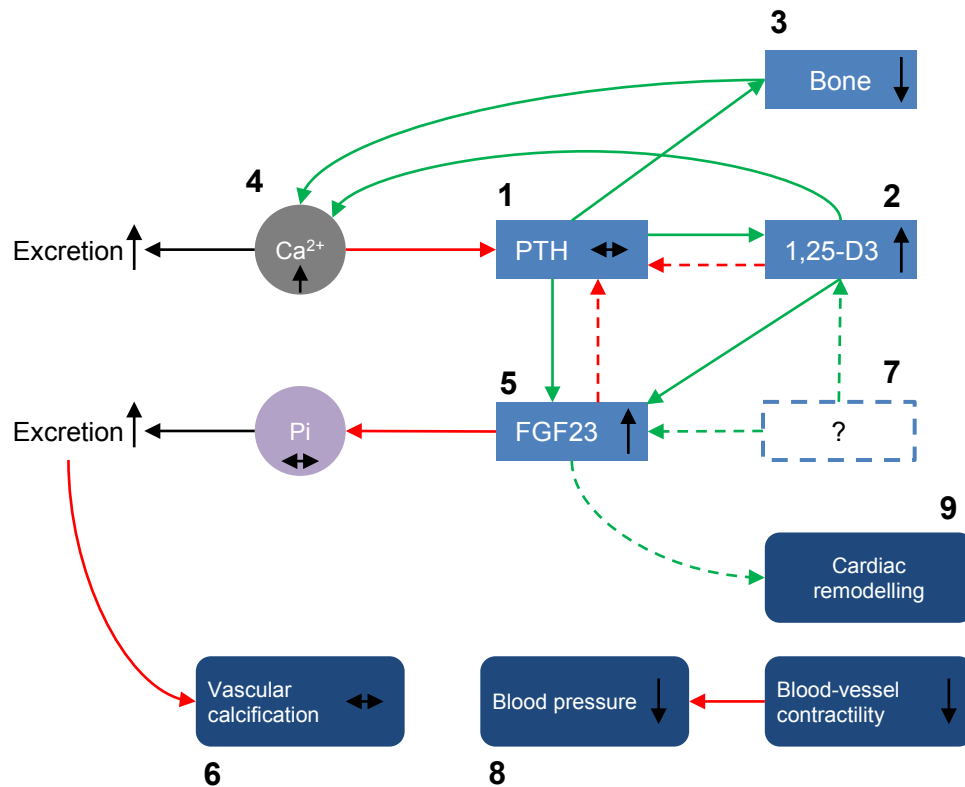 3
Bone
4
1
2
Excretion
Ca²⁺
PTH
1,25-D3
5
7
Excretion
Pi
FGF23
?
9
Cardiac
remodelling
Vascular
calcification
Blood pressure
Blood-vessel
contractility
6
8